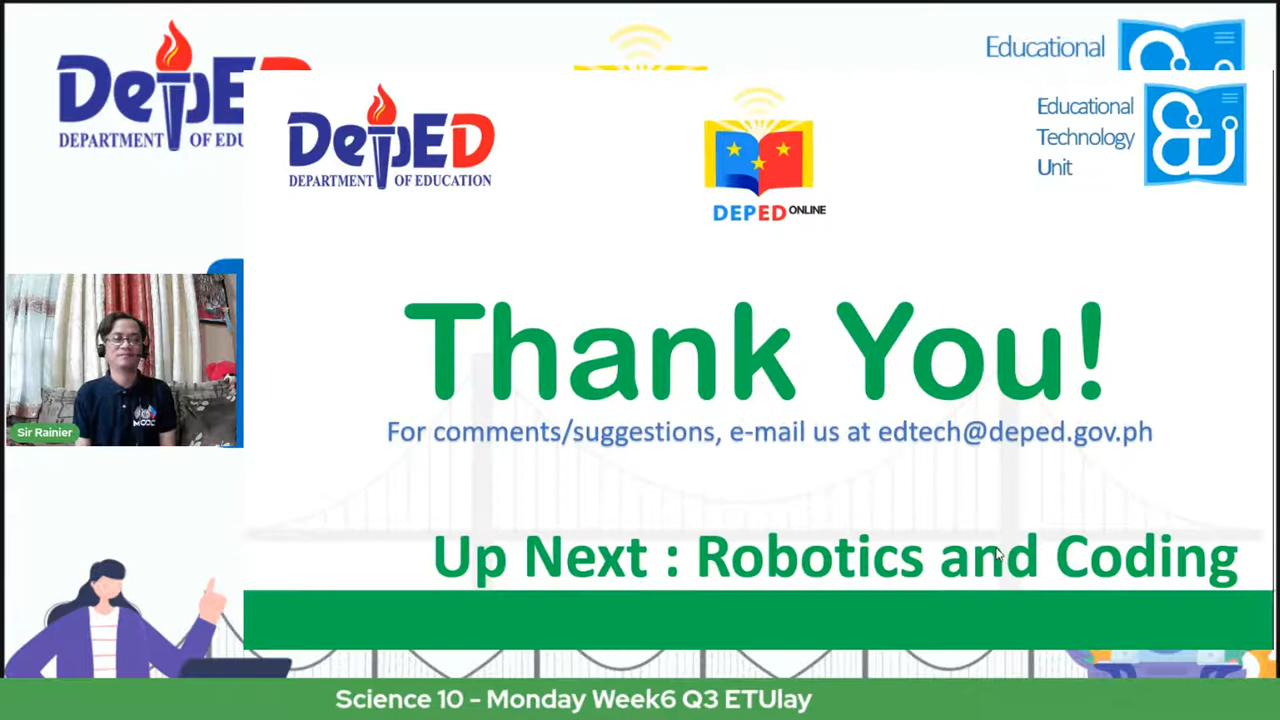 DepED
DEPARTMENT OF EDU
Educational
DepED
DEPARTMENT OF EDUCATION
DEPED ONLINE
Educational
Technology
Unit
Thank You!
For comments/suggestions, e-mail us at edtech@deped.gov.ph
Sir Rainier
MOOC
Up Next : Robotics and Coding
Science 10 - Monday Week6 Q3 ETUlay